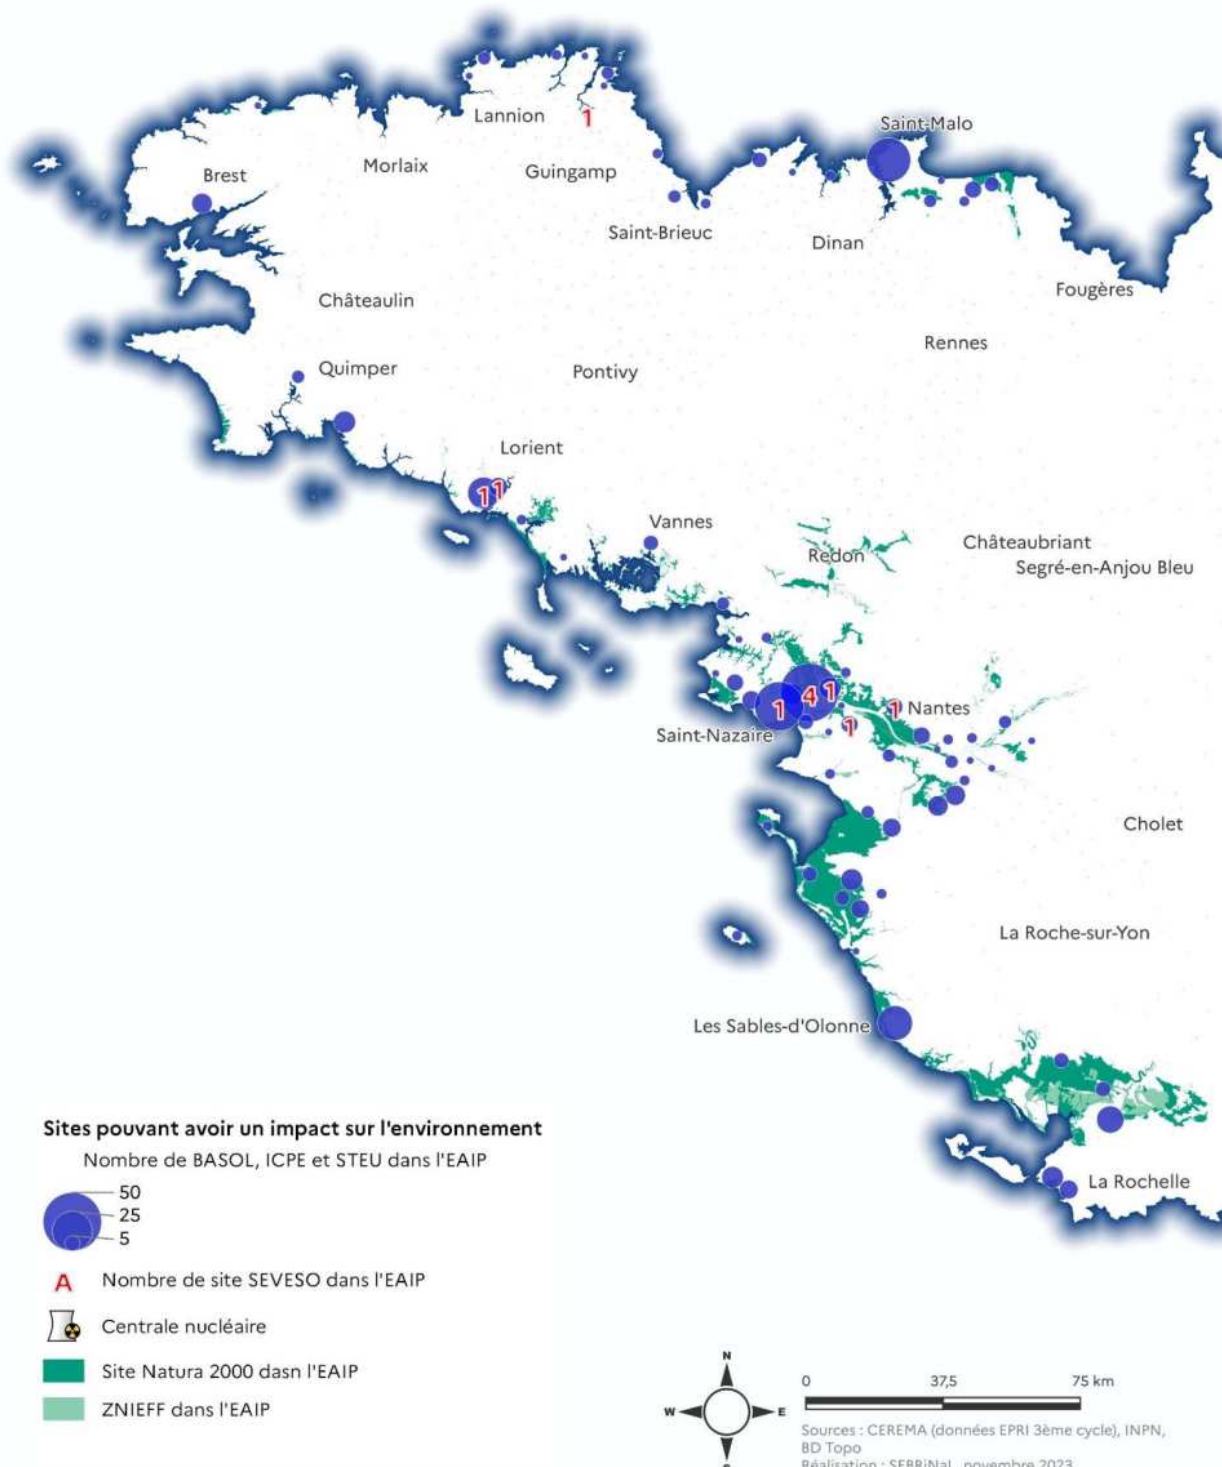 Saint-Malo
Lannion
1
Morlaix
Guingamp
Brest
Saint-Brieuc
Dinan
Fougères
Châteaulin
Rennes
Quimper
Pontivy
Lorient
1
1
Vannes
Redon
Châteaubriant
Segré-en-Anjou Bleu
1
4
1
1
Nantes
1
Saint-Nazaire
Cholet
La Roche-sur-Yon
Les Sables-d'Olonne
La Rochelle
Sites pouvant avoir un impact sur l'environnement
Nombre de BASOL, ICPE et STEU dans l'EAIP
50
25
5
A Nombre de site SEVESO dans l'EAIP
Centrale nucléaire
Site Natura 2000 dasn l'EAIP
ZNIEFF dans l'EAIP
N
W E
0 37,5 75 km
Sources : CEREMA (données EPRI 3ème cycle), INPN,
BD Topo
Réalisation : novembre 2023